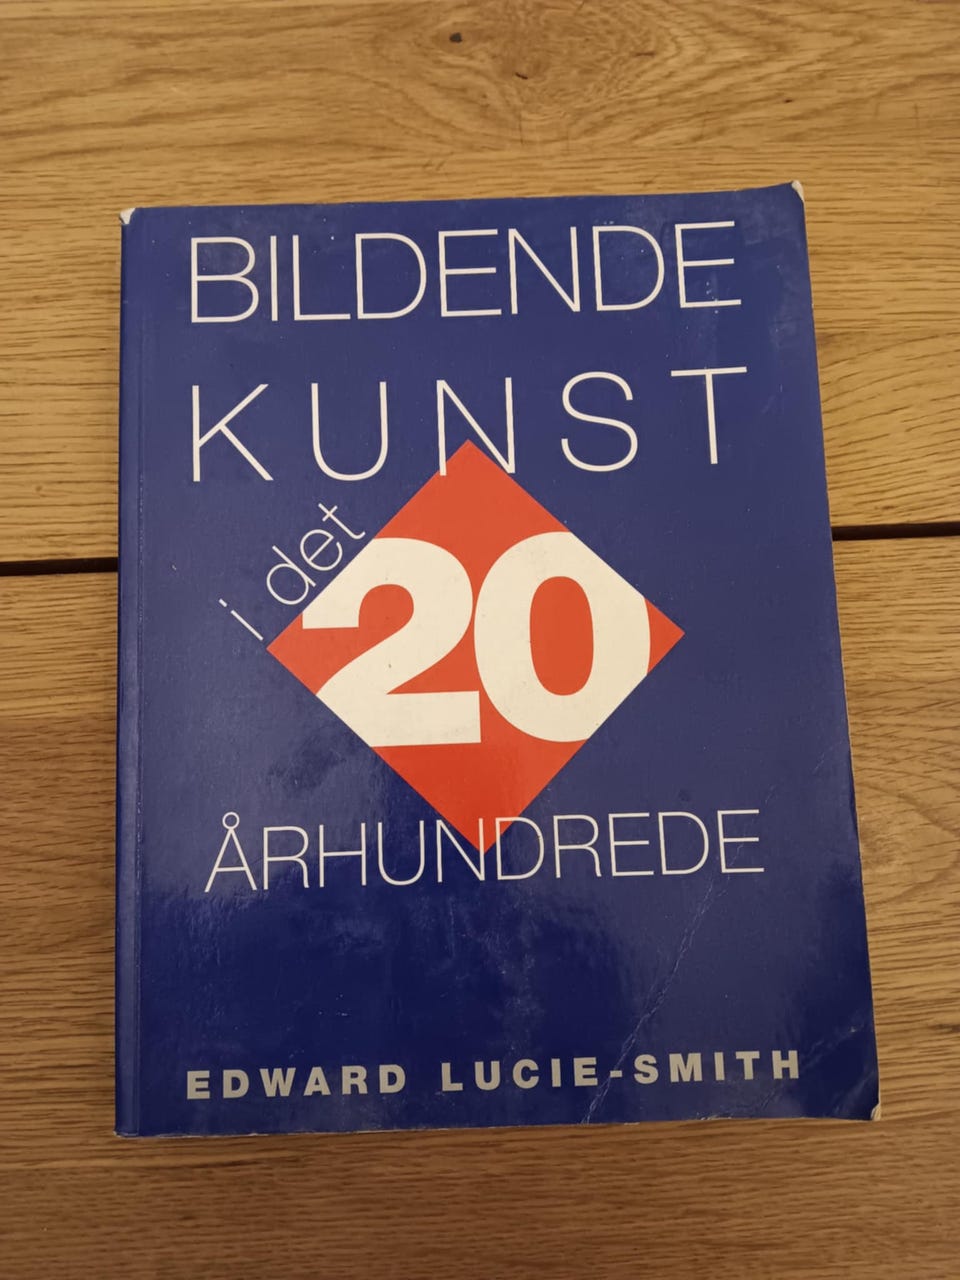 BILDENDE
KUNST
i det
20
ÅRHUNDREDE
EDWARD LUCIE-SMITH